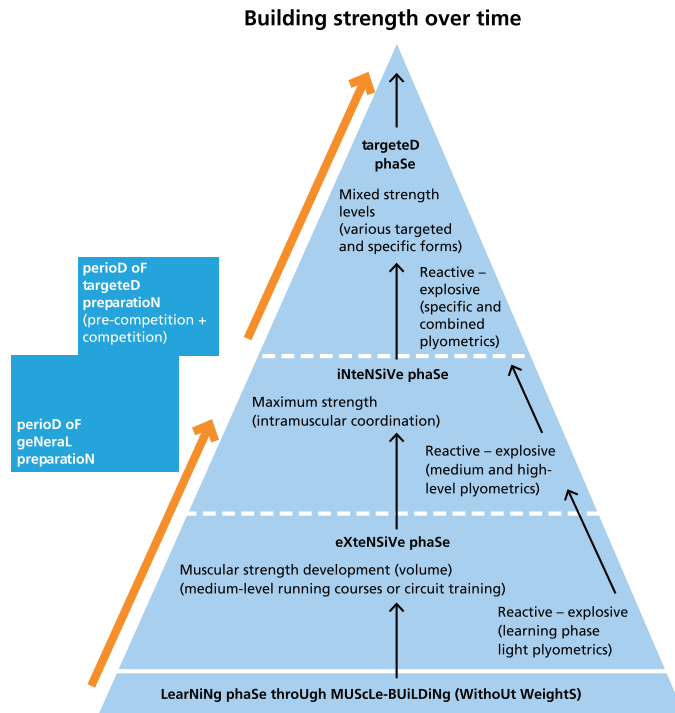 Building strength over time
targeteD
phaSe
Mixed strength
levels
(various targeted
and specific forms)
Reactive –
explosive
(specific and
combined
plyometrics)
perioD oF
targeteD
preparatioN
(pre-competition +
competition)
iNteNSiVe phaSe
Maximum strength
(intramuscular coordination)
perioD oF
geNeraL
preparatioN
Reactive – explosive
(medium and high-
level plyometrics)
eXteNSiVe phaSe
Muscular strength development (volume)
(medium-level running courses or circuit training)
Reactive – explosive
(learning phase
light plyometrics)
LearNiNg phaSe throUgh MUScLe-BUiLDiNg (WithoUt WeightS)